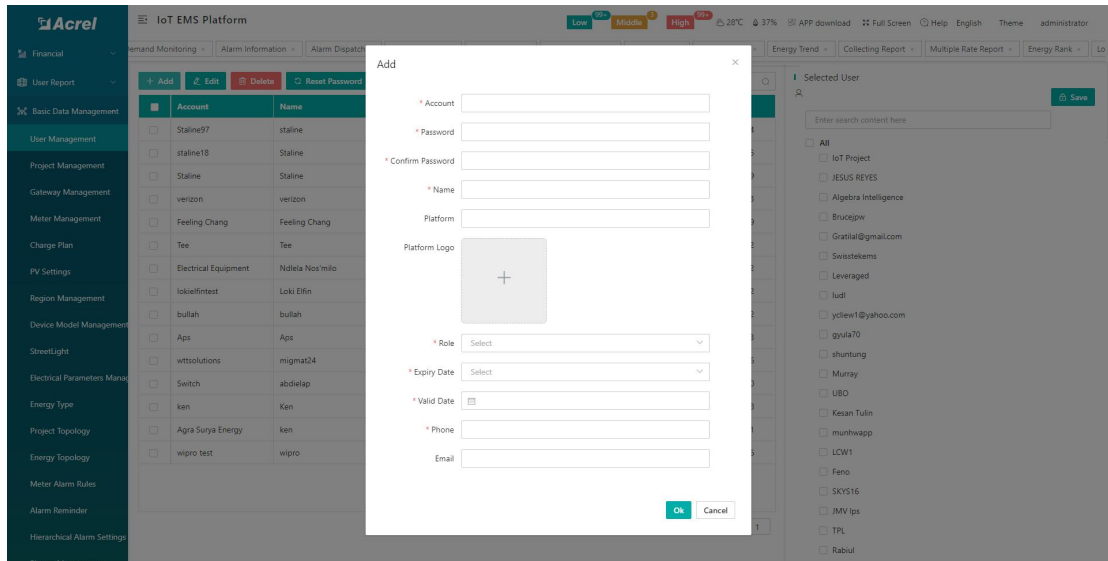 Acrel
IoT EMS Platform
Low 99+ Middle High 99+ 28℃ 37% APP download Full Screen Help English Theme administrator
Financial
emand Monitoring × Alarm Information × Alarm Dispatch Energy Trend × Collecting Report × Multiple Rate Report × Energy Rank × Lo
User Report
+ Add Edit Delete Reset Password
Basic Data Management
User Management
Project Management
Gateway Management
Meter Management
Charge Plan
PV Settings
Region Management
Device Model Management
StreetLight
Electrical Parameters Manag
Energy Type
Project Topology
Energy Topology
Meter Alarm Rules
Alarm Reminder
Hierarchical Alarm Settings
Account Name
Staline97 staline
staline18 Staline
Staline Staline
verizon verizon
Feeling Chang Feeling Chang
Tee Tee
Electrical Equipment Ndlela Nos'milo
lokielfintest Loki Elfin
bullah bullah
Aps Aps
wttsolutions migmat24
Switch abdielap
ken Ken
Agra Surya Energy ken
wipro test wipro
1
Add ×
* Account
* Password
* Confirm Password
* Name
Platform
Platform Logo
+
* Role Select
* Expiry Date Select
* Valid Date
* Phone
Email
Ok Cancel
Selected User
Save
Enter search content here
All
IoT Project
JESUS REYES
Algebra Intelligence
Brucejpw
Gratilal@gmail.com
Swisstekems
Leveraged
ludl
ycliew1@yahoo.com
gyula70
shuntung
Murray
UBO
Kesan Tulin
munhwapp
LCW1
Feno
SKYS16
JMV lps
TPL
Rabiul